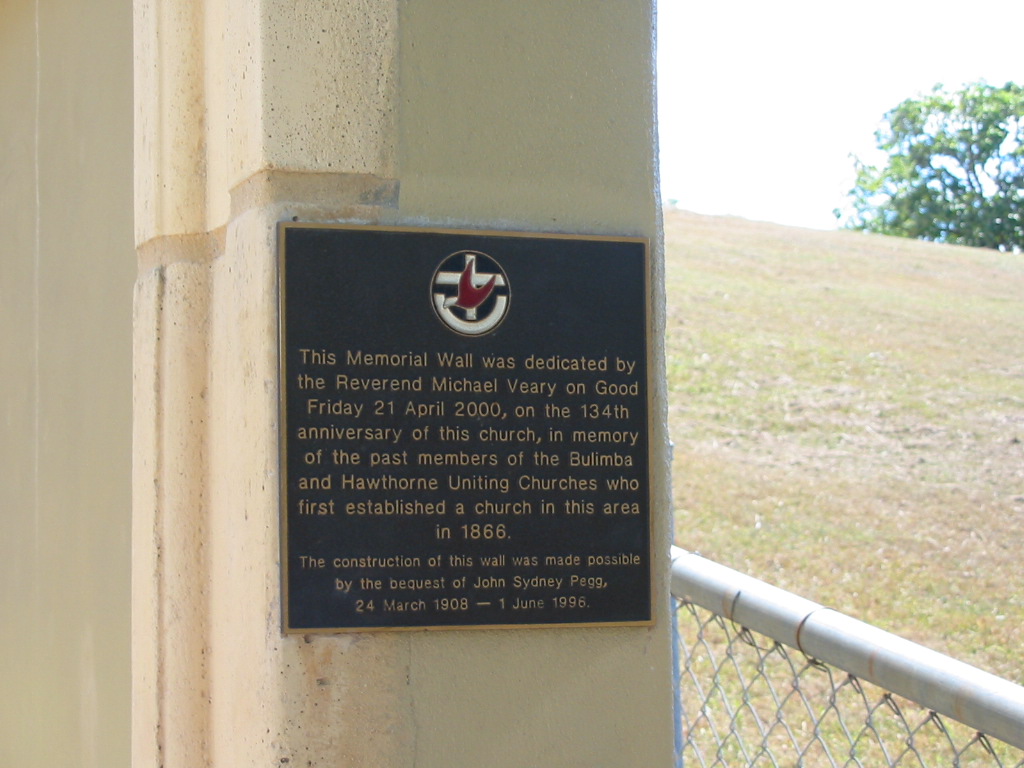 This Memorial Wall was dedicated by
the Reverend Michael Veary on Good
Friday 21 April 2000, on the 134th
anniversary of this church, in memory
of the past members of the Bulimba
and Hawthorne Uniting Churches who
first established a church in this area
in 1866.
The construction of this wall was made possible
by the bequest of John Sydney Pegg,
24 March 1908 — 1 June 1996.